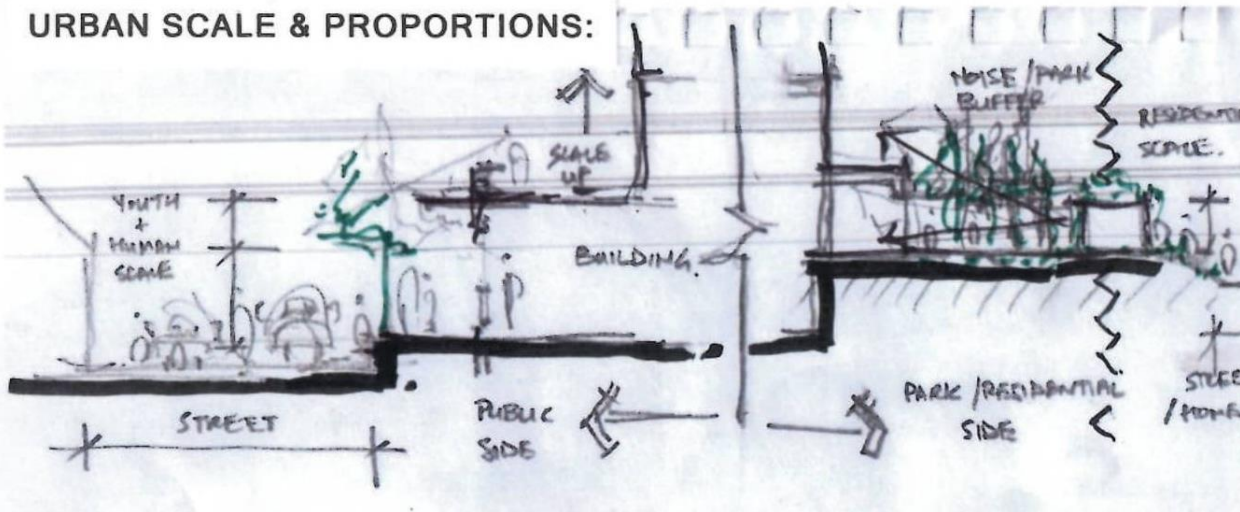 URBAN SCALE & PROPORTIONS:
NOISE/PARK
BUFFER
SCALE
UP
SCALE.
YOUTH
+
HUMAN
SCALE
BUILDING.
STREET
PUBLIC
SIDE
PARK/RESIDENTIAL
SIDE